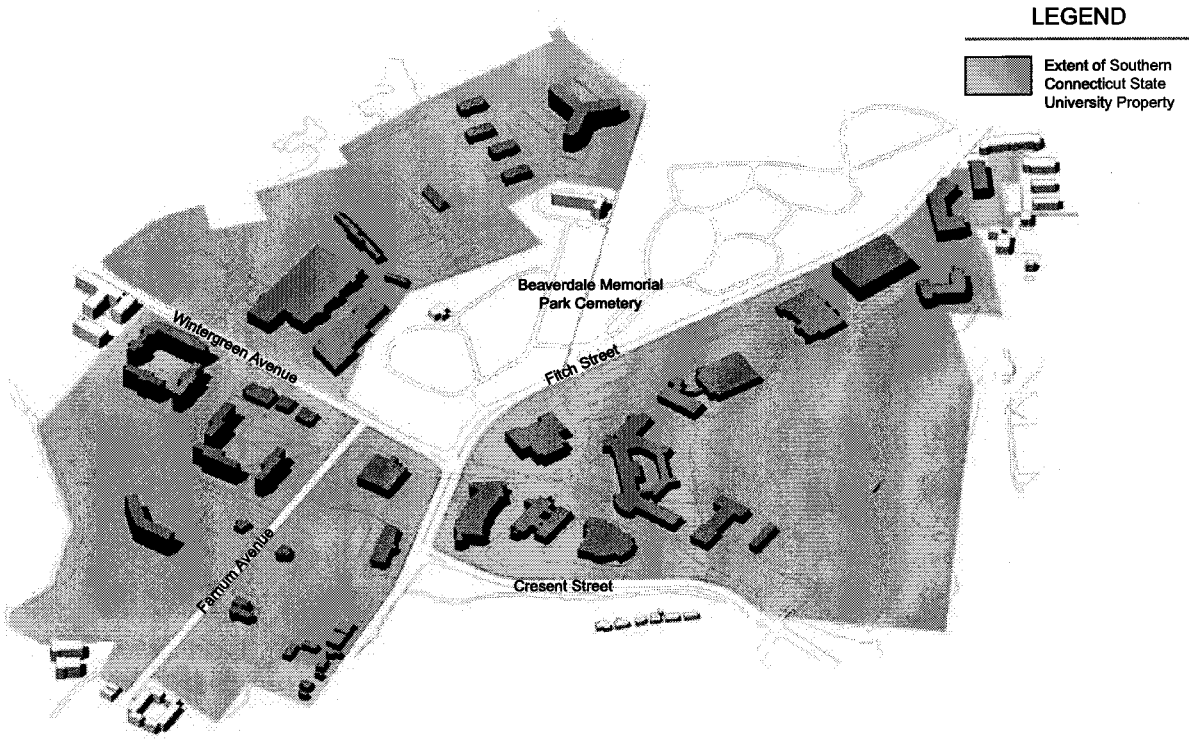 LEGEND
Extent of Southern
Connecticut State
University Property
Beaverdale Memorial
Park Cemetery
Wintergreen Avenue
Fitch Street
Farnum Avenue
Cresent Street